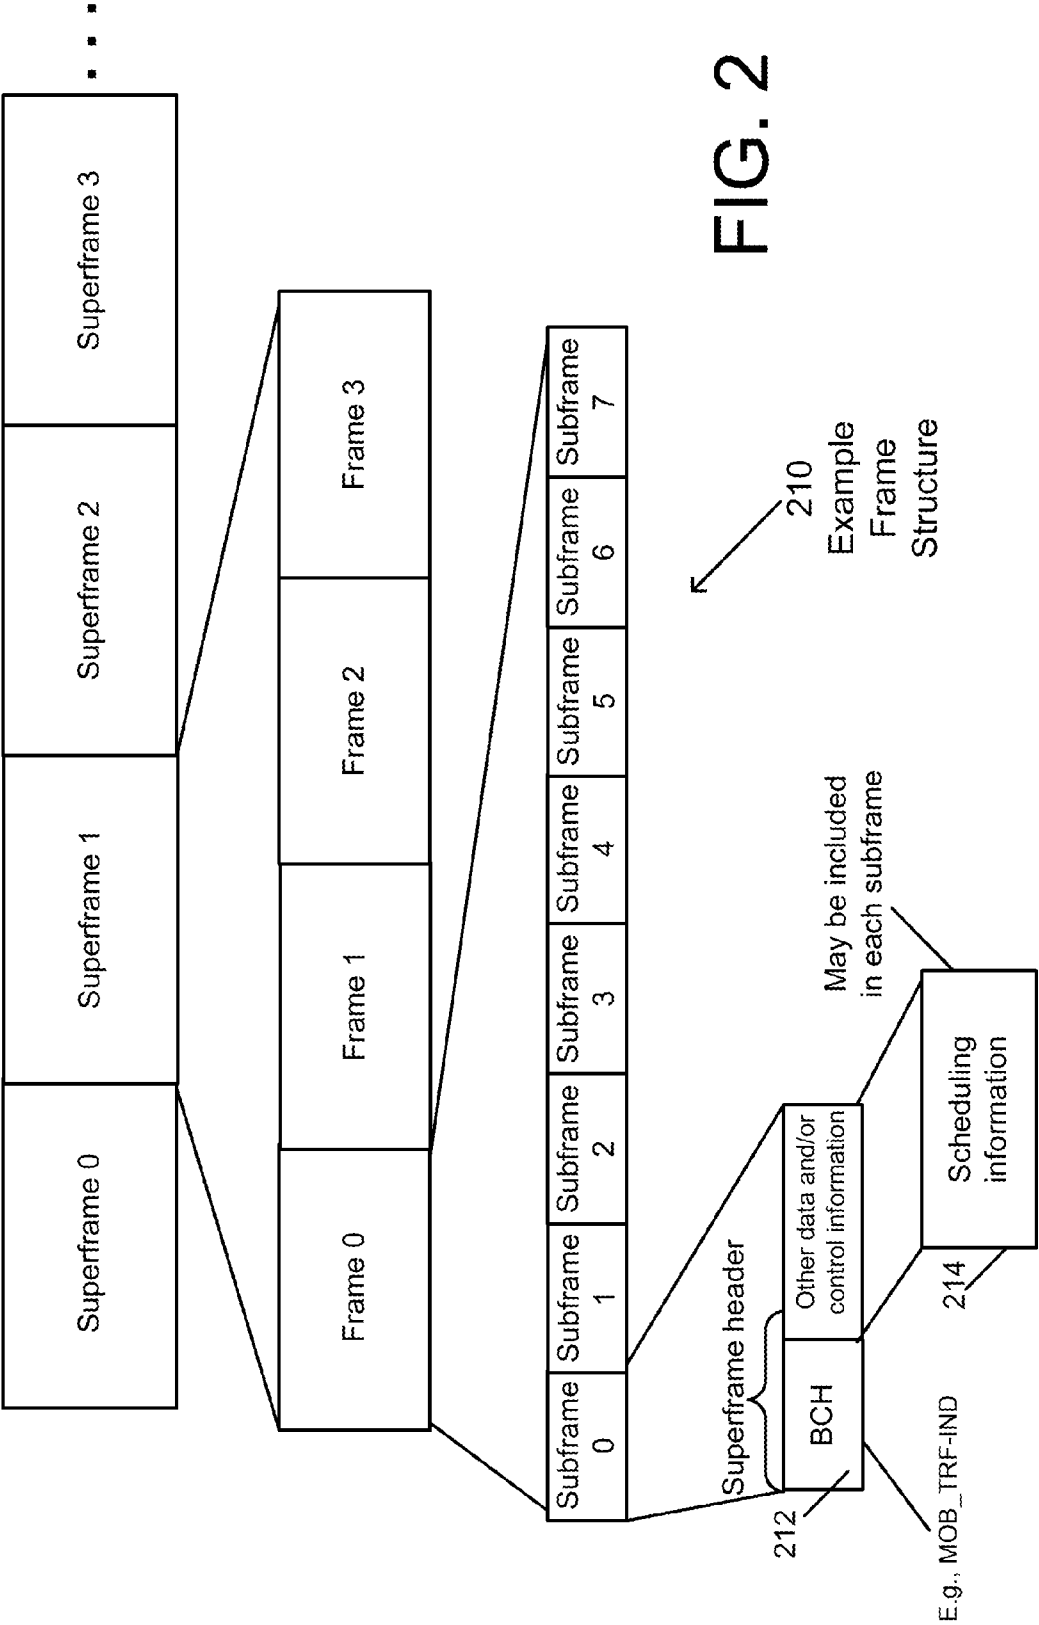 Superframe 0
Superframe 1
Superframe 2
Superframe 3
. . .
Frame 0
Frame 1
Frame 2
Frame 3
Subframe
0
Subframe
1
Subframe
2
Subframe
3
Subframe
4
Subframe
5
Subframe
6
Subframe
7
Superframe header
212
BCH
Other data and/or
control information
E.g., MOB_TRF-IND
214
Scheduling
information
May be included
in each subframe
210
Example
Frame
Structure
FIG. 2